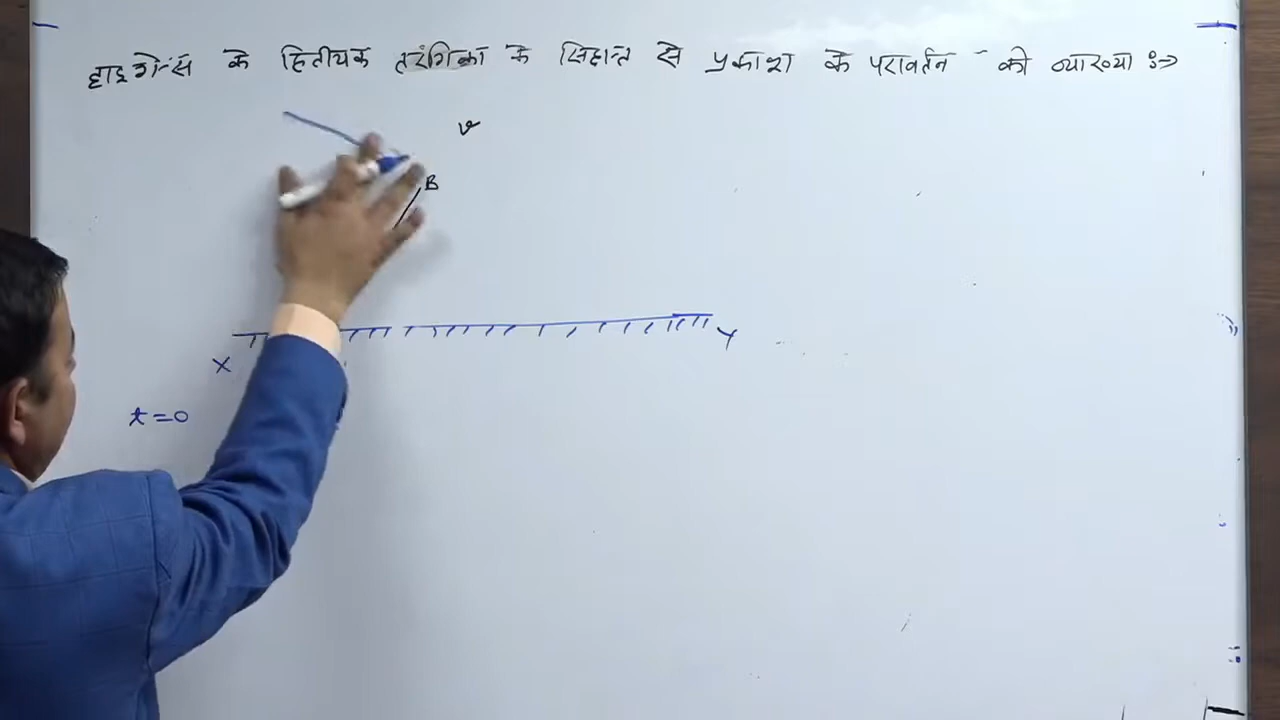 हाइगेन्स के द्वितीयक तरंगिका के सिद्धान्त से प्रकाश के परावर्तन की व्याख्या :→
v
B
X Y
t=0